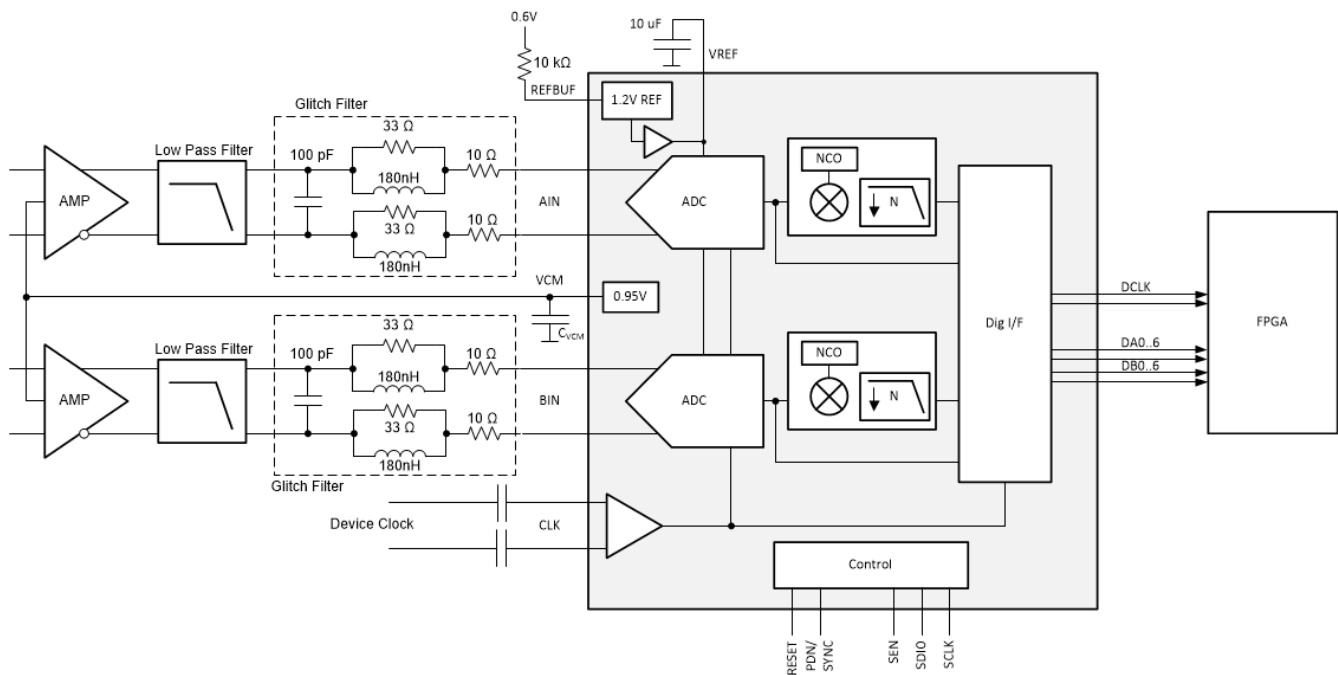 0.6V
10 kΩ
REFBUF
10 uF
VREF
1.2V REF
Glitch Filter
33 Ω
Low Pass Filter
100 pF
10 Ω
180nH
AMP
AIN
ADC
NCO
N
33 Ω
10 Ω
180nH
VCM
0.95V
CVCM
Dig I/F
DCLK
FPGA
DA0..6
DB0..6
33 Ω
Low Pass Filter
100 pF
10 Ω
180nH
AMP
BIN
ADC
NCO
N
33 Ω
10 Ω
180nH
Glitch Filter
Device Clock
CLK
Control
RESET
PDN/
SYNC
SEN
SDIO
SCLK